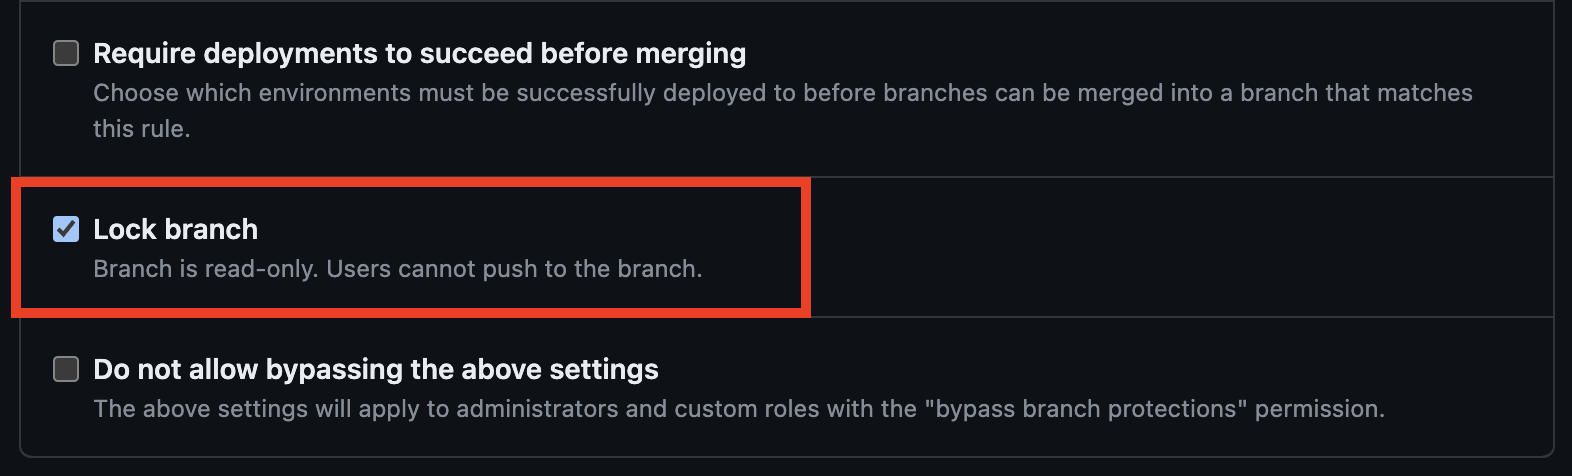 Require deployments to succeed before merging
Choose which environments must be successfully deployed to before branches can be merged into a branch that matches
this rule.
Lock branch
Branch is read-only. Users cannot push to the branch.
Do not allow bypassing the above settings
The above settings will apply to administrators and custom roles with the "bypass branch protections" permission.